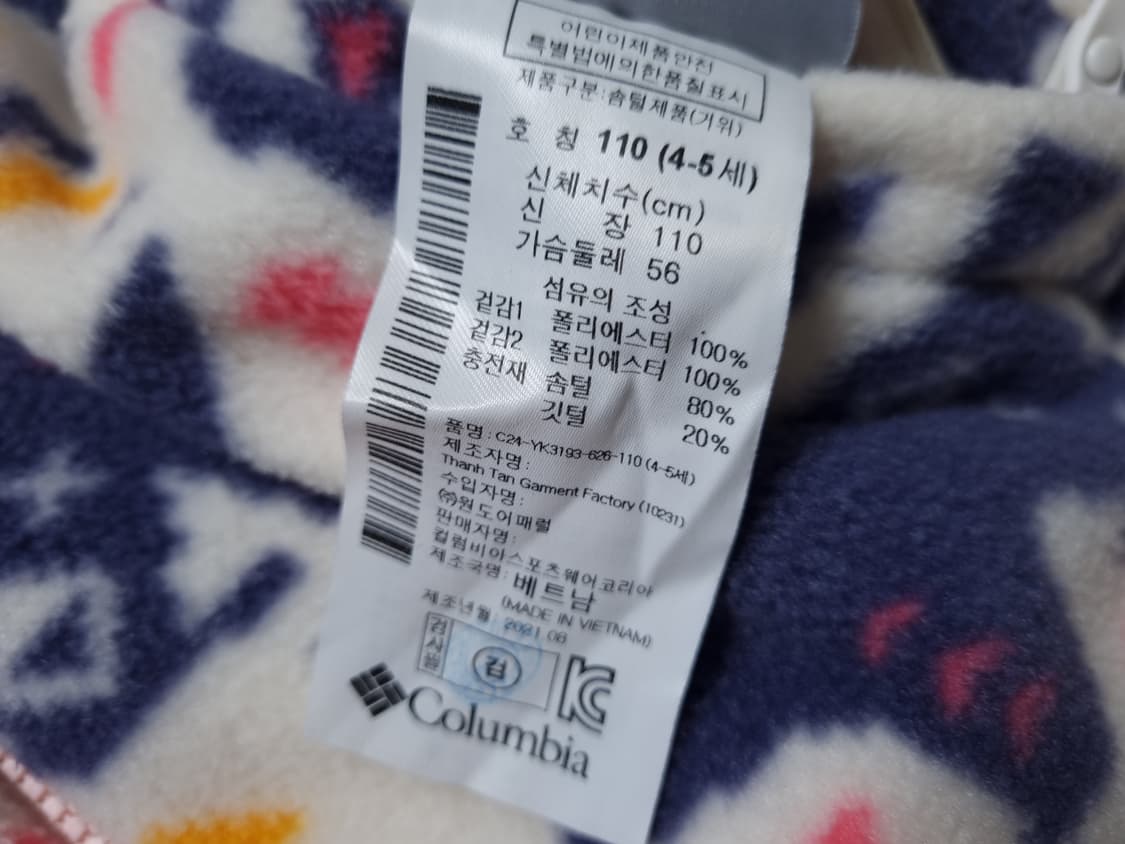 어린이제품안전
특별법에의한품질표시
제품구분:솜털제품(거위)
호 칭 110 (4-5세)
신체치수(cm)
신 장 110
가슴둘레 56
섬유의 조성
겉감1 폴리에스터 100%
겉감2 폴리에스터 100%
충전재 솜털 80%
깃털 20%
품명 : C24-YK3193-626-110 (4-5세)
제조자명 :
Thanh Tan Garment Factory (10231)
수입자명 :
㈜원도어패럴
판매자명 :
컬럼비아스포츠웨어코리아
제조국명 : 베트남
(MADE IN VIETNAM)
제조년월 2021 08
검사필 검
KC
Columbia